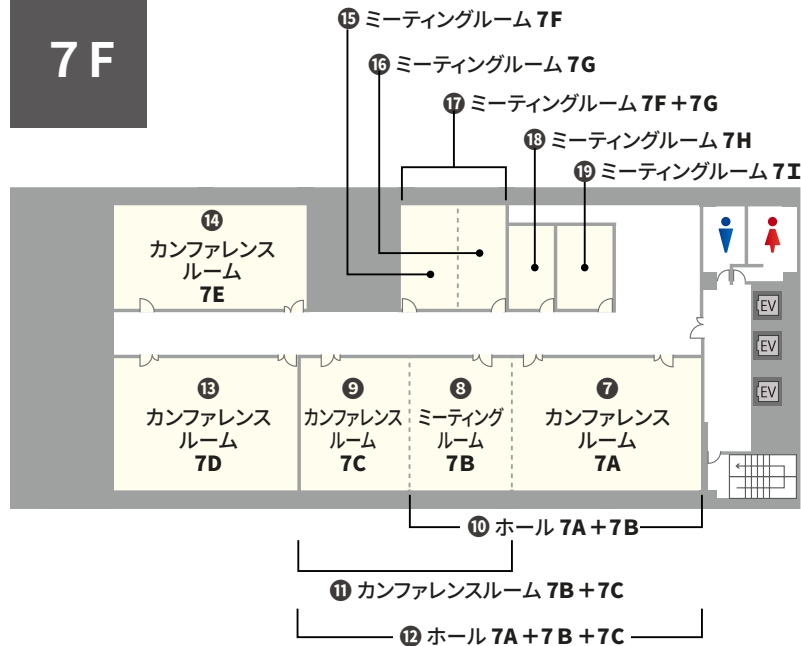 7F
⑮ ミーティングルーム 7F
⑯ ミーティングルーム 7G
⑰ ミーティングルーム 7F+7G
⑱ ミーティングルーム 7H
⑲ ミーティングルーム 7I
⑭
カンファレンス
ルーム
7E
EV
EV
EV
⑬
カンファレンス
ルーム
7D
⑨
カンファレンス
ルーム
7C
⑧
ミーティング
ルーム
7B
⑦
カンファレンス
ルーム
7A
⑩ ホール 7A+7B
⑪ カンファレンスルーム 7B+7C
⑫ ホール 7A+7B+7C